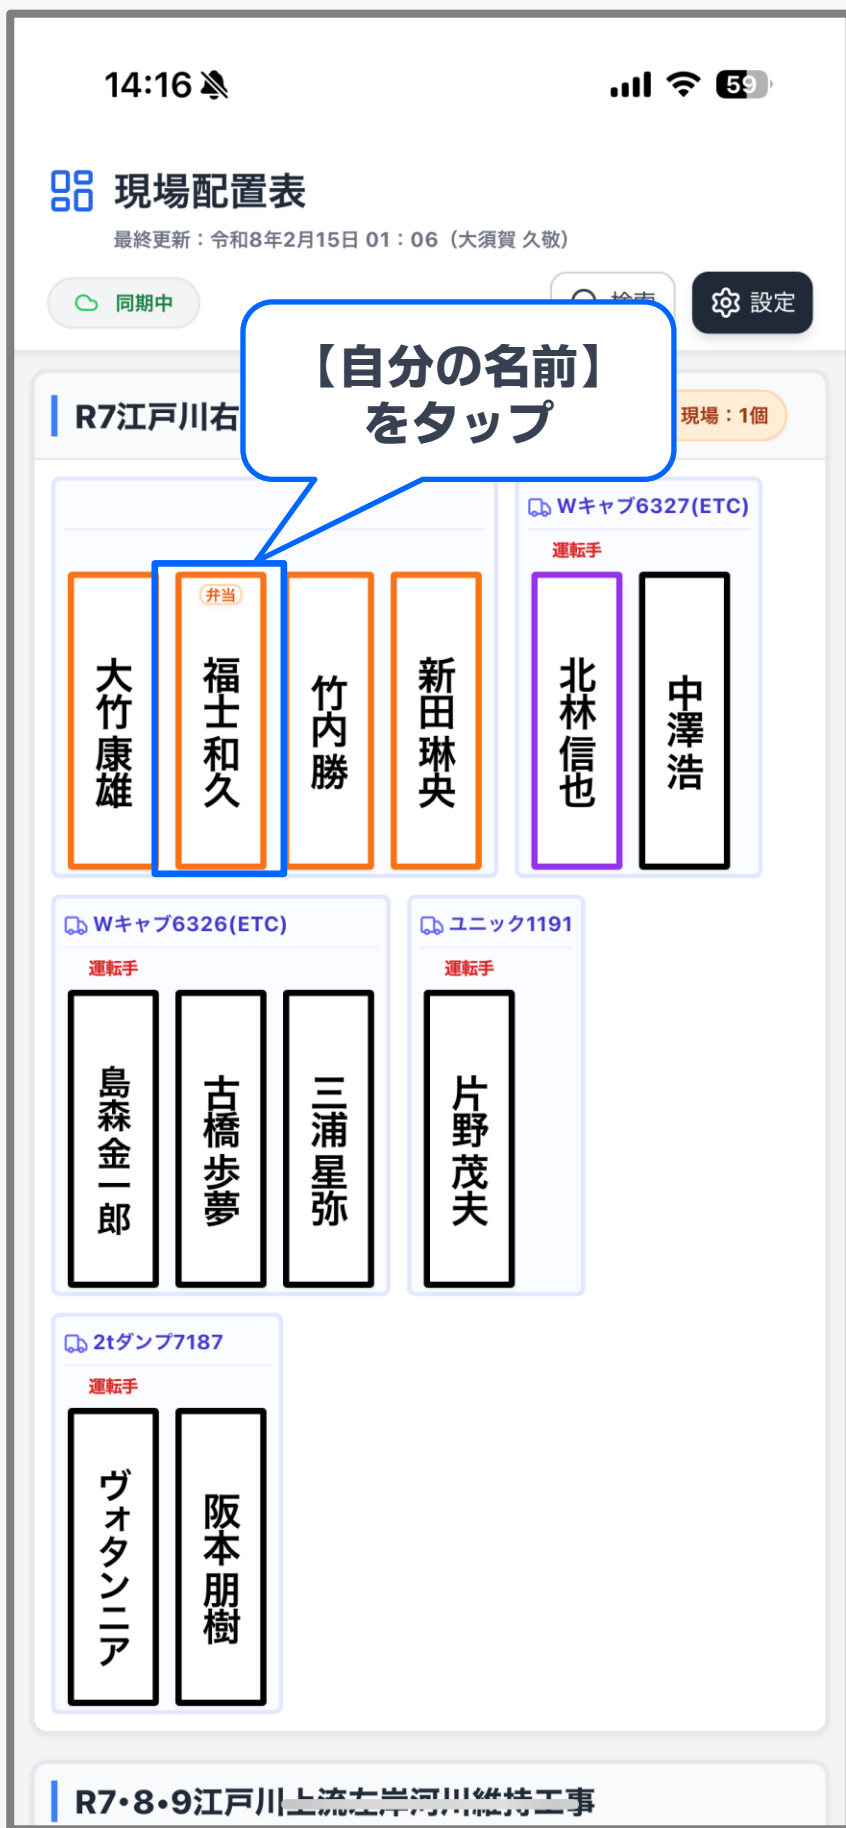 14:16
59
現場配置表
最終更新：令和8年2月15日 01：06（大須賀 久敬）
同期中
設定
【自分の名前】
をタップ
R7江戸川右
現場：1個
Wキャブ6327(ETC)
運転手
弁当
大竹 康雄
福士 和久
竹内 勝
新田 琳央
北林 信也
中澤 浩
Wキャブ6326(ETC)
ユニック1191
運転手
運転手
島森 金一郎
古橋 歩夢
三浦 星弥
片野 茂夫
2tダンプ7187
運転手
ヴォタンニア
阪本 朋樹
R7・8・9江戸川上流左岸河川維持工事